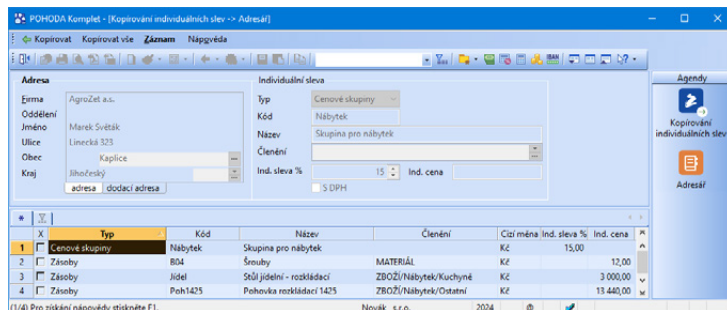 POHODA Komplet - [Kopírování individuálních slev -> Adresář]
Kopírovat Kopírovat vše Záznam Nápověda
Adresa
Individuální sleva
Agendy
Firma AgroZet a.s. Typ Cenové skupiny
Oddělení Kód Nábytek
Jméno Marek Světák Název Skupina pro nábytek
Ulice Linecká 323 Členění
Obec Kaplice
Kraj Jihočeský Ind. sleva % 15 Ind. cena
adresa dodací adresa S DPH
Kopírování
individuálních slev
Adresář
X Typ Kód Název Členění Cizí měna Ind. sleva % Ind. cena
1 Cenové skupiny Nábytek Skupina pro nábytek Kč 15,00
2 Zásoby B04 Šrouby MATERIÁL Kč 12,00
3 Zásoby Jídel Stůl jídelní - rozkládací ZBOŽÍ/Nábytek/Kuchyně Kč 3 000,00
4 Zásoby Poh1425 Pohovka rozkládací 1425 ZBOŽÍ/Nábytek/Ostatní Kč 13 440,00
(1/4) Pro získání nápovědy stiskněte F1. Novák s.r.o. 2024 @